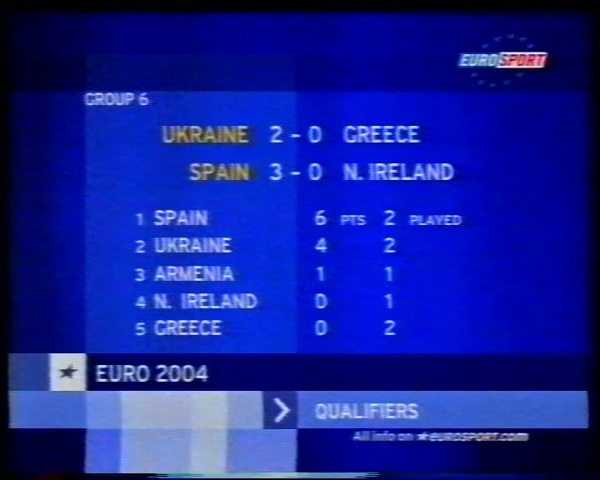 EUROSPORT
GROUP 6
UKRAINE 2 - 0 GREECE
SPAIN 3 - 0 N. IRELAND
1 SPAIN 6 PTS 2 PLAYED
2 UKRAINE 4 2
3 ARMENIA 1 1
4 N. IRELAND 0 1
5 GREECE 0 2
EURO 2004
QUALIFIERS
All info on eurosport.com